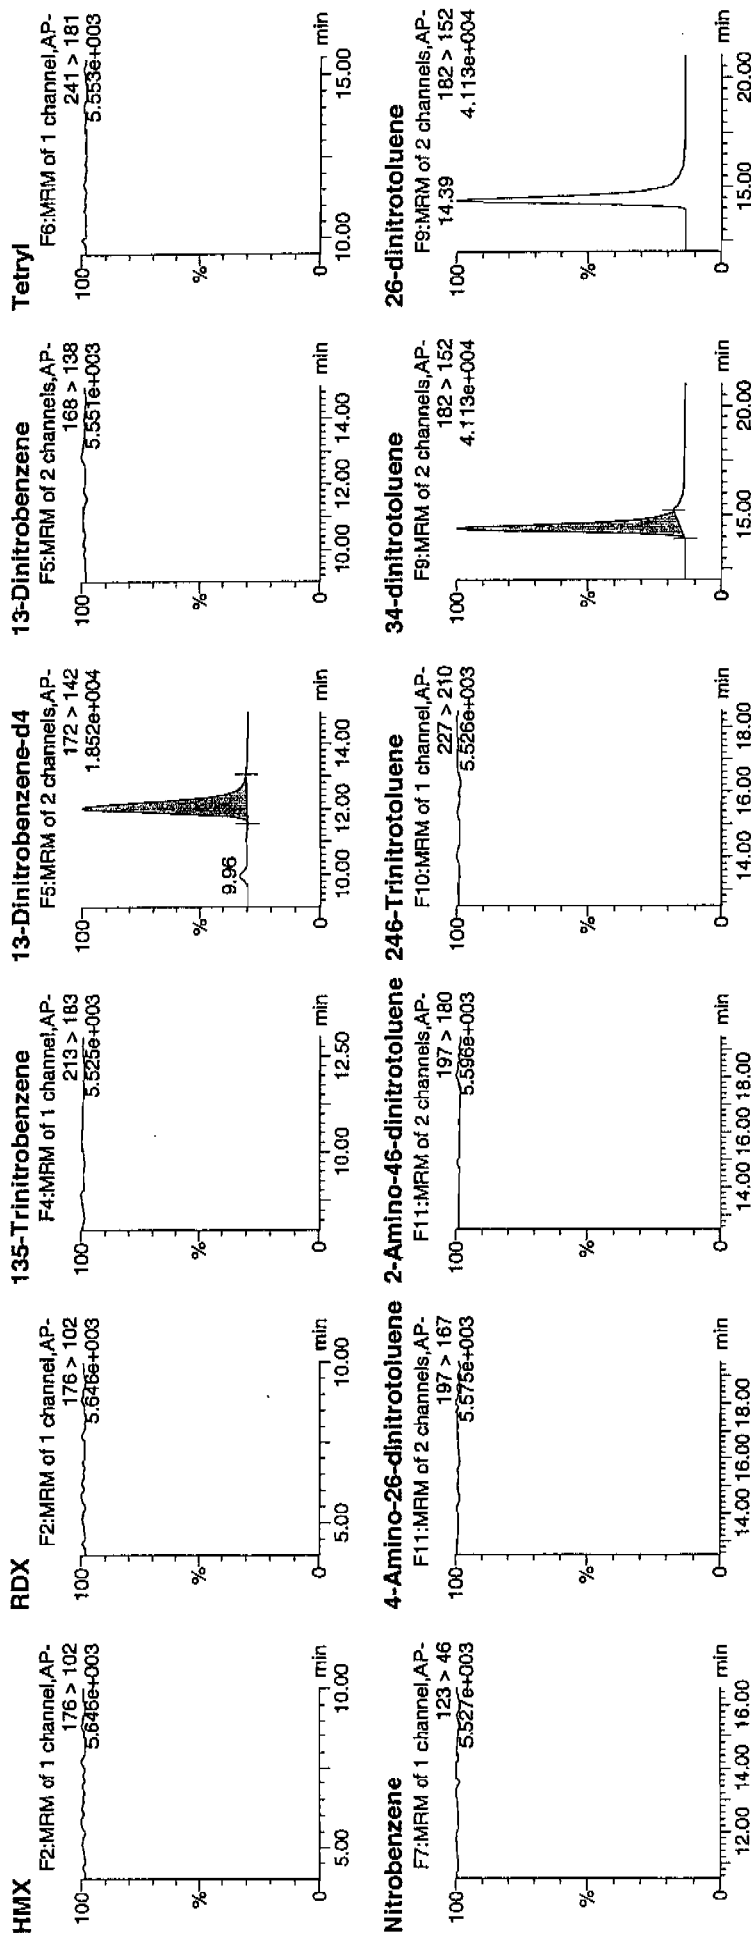 HMX
F2:MRM of 1 channel,AP-
176 > 102
5.646e+003
100
%
0
5.00 10.00
min
RDX
F2:MRM of 1 channel,AP-
176 > 102
5.646e+003
100
%
0
5.00 10.00
min
135-Trinitrobenzene
F4:MRM of 1 channel,AP-
213 > 183
5.525e+003
100
%
0
10.00 12.50
min
13-Dinitrobenzene-d4
F5:MRM of 2 channels,AP-
172 > 142
1.852e+004
100
9.96
%
0
10.00 12.00 14.00
min
13-Dinitrobenzene
F5:MRM of 2 channels,AP-
168 > 138
5.551e+003
100
%
0
10.00 12.00 14.00
min
Tetryl
F6:MRM of 1 channel,AP-
241 > 181
5.553e+003
100
%
0
10.00 15.00
min
Nitrobenzene
F7:MRM of 1 channel,AP-
123 > 46
5.527e+003
100
%
0
12.00 14.00 16.00
min
4-Amino-26-dinitrotoluene
F11:MRM of 2 channels,AP-
197 > 167
5.575e+003
100
%
0
14.00 16.00 18.00
min
2-Amino-46-dinitrotoluene
F11:MRM of 2 channels,AP-
197 > 180
5.596e+003
100
%
0
14.00 16.00 18.00
min
246-Trinitrotoluene
F10:MRM of 1 channel,AP-
227 > 210
5.526e+003
100
%
0
14.00 16.00 18.00
min
34-dinitrotoluene
F9:MRM of 2 channels,AP-
182 > 152
4.113e+004
100
%
0
15.00 20.00
min
26-dinitrotoluene
F9:MRM of 2 channels,AP-
14.39
182 > 152
4.113e+004
100
%
0
15.00 20.00
min